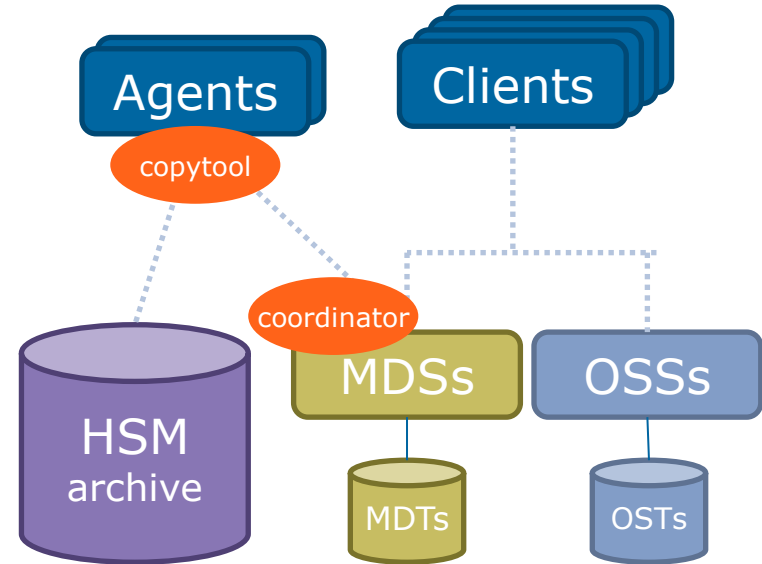 Agents
Clients
copytool
coordinator
MDSs
OSSs
HSM
archive
MDTs
OSTs